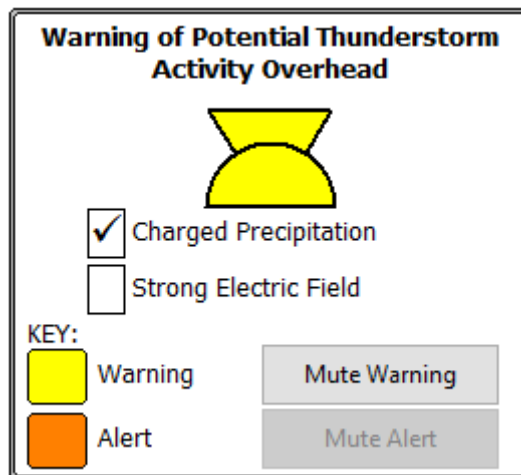 Warning of Potential Thunderstorm
Activity Overhead
Charged Precipitation
Strong Electric Field
KEY:
Warning
Mute Warning
Alert
Mute Alert